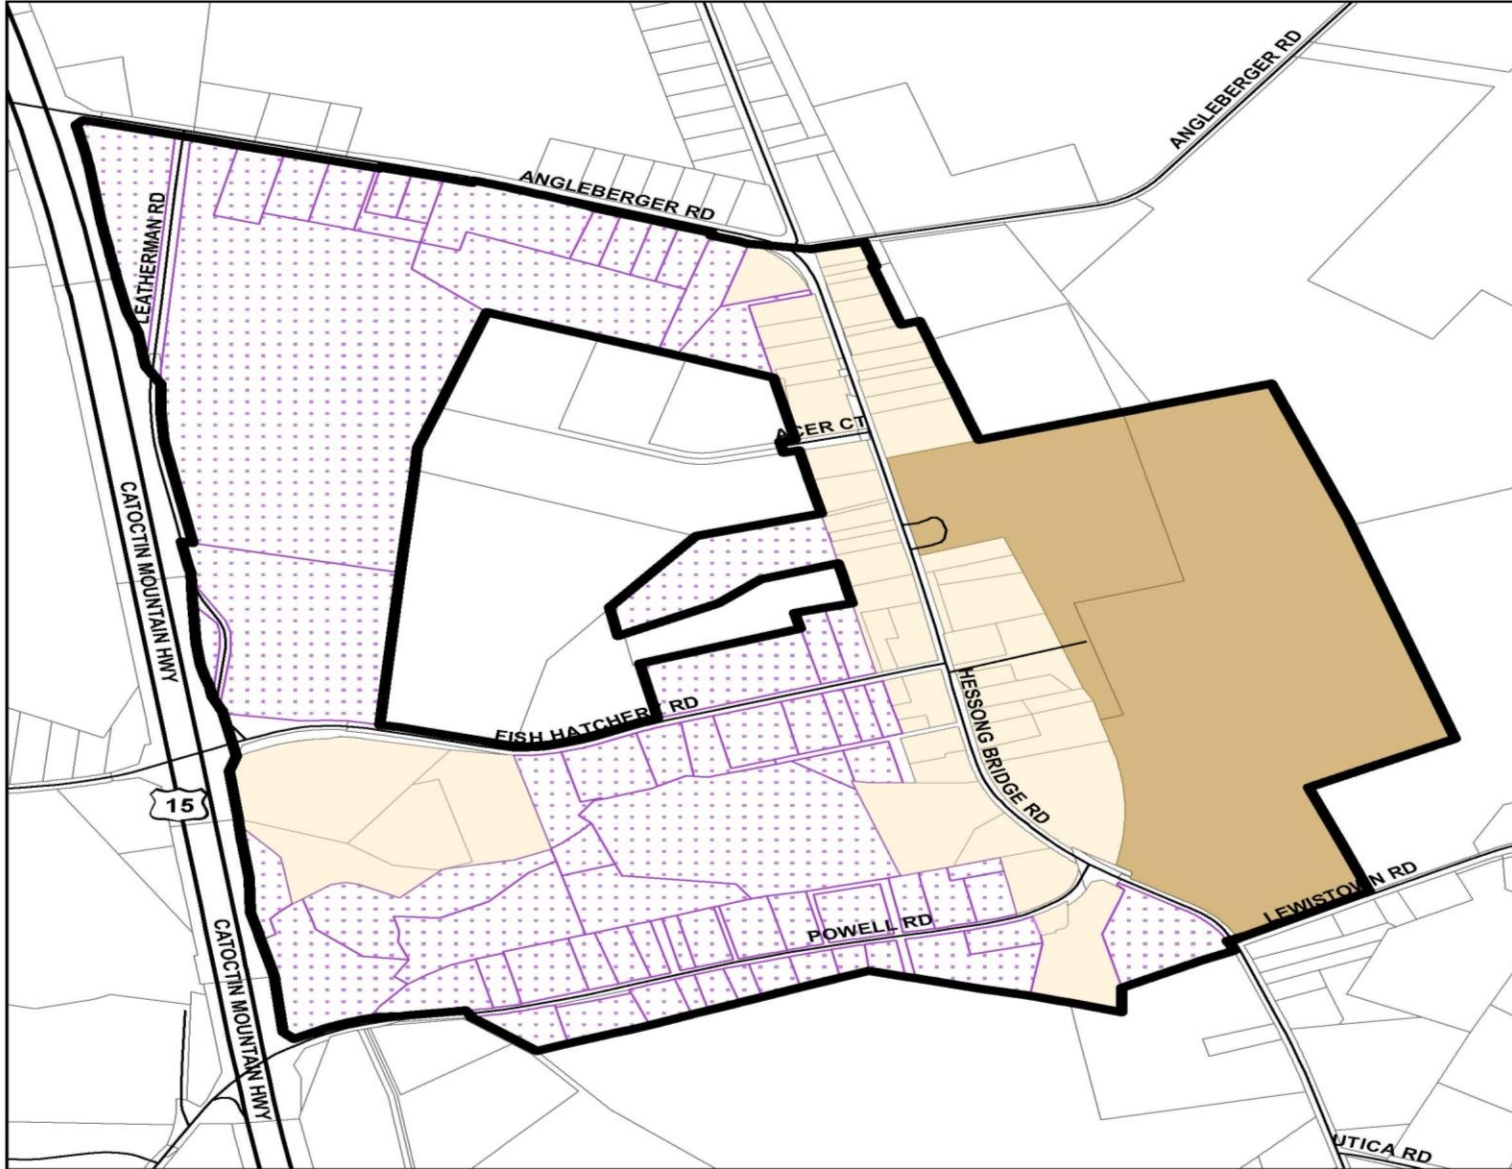 ANGLEBERGER RD
ANGLEBERGER RD
LEATHERMAN RD
ACER CT
CATOCTIN MOUNTAIN HWY
HESSONG BRIDGE RD
FISH HATCHERY RD
15
LEWISTOWN RD
POWELL RD
CATOCTIN MOUNTAIN HWY
UTICA RD